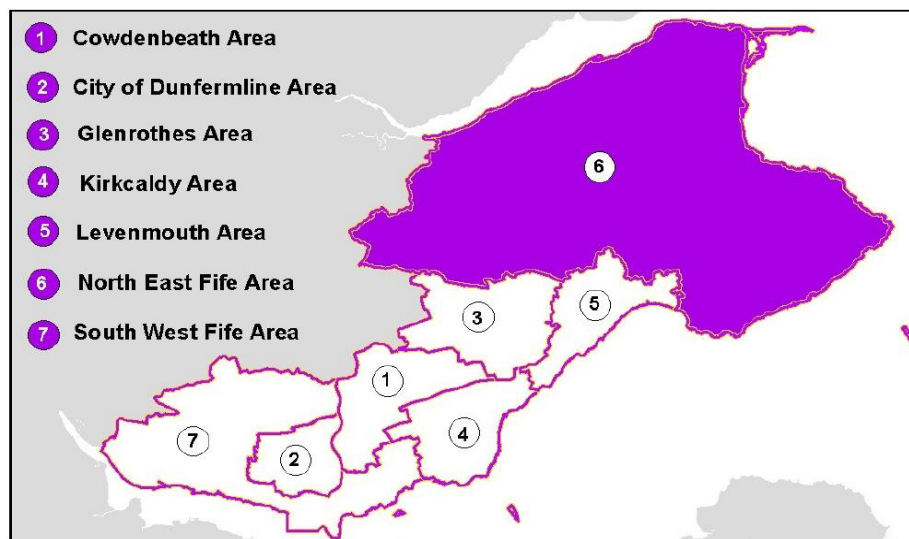 1 Cowdenbeath Area
2 City of Dunfermline Area
3 Glenrothes Area
4 Kirkcaldy Area
5 Levenmouth Area
6 North East Fife Area
7 South West Fife Area
6
3
5
1
4
7
2